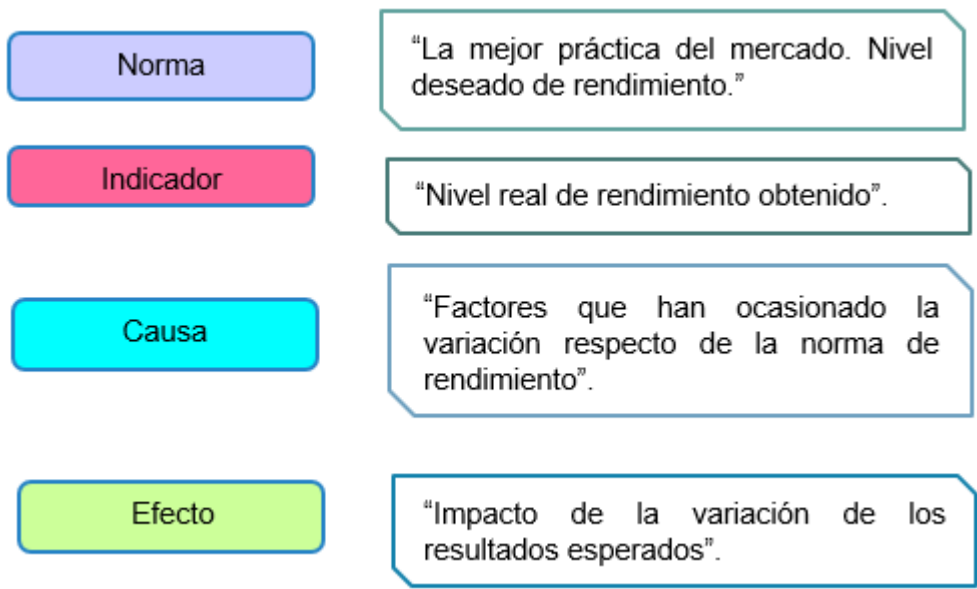 Norma
“La mejor práctica del mercado. Nivel
deseado de rendimiento.”
Indicador
“Nivel real de rendimiento obtenido”.
Causa
“Factores que han ocasionado la
variación respecto de la norma de
rendimiento”.
Efecto
“Impacto de la variación de los
resultados esperados”.